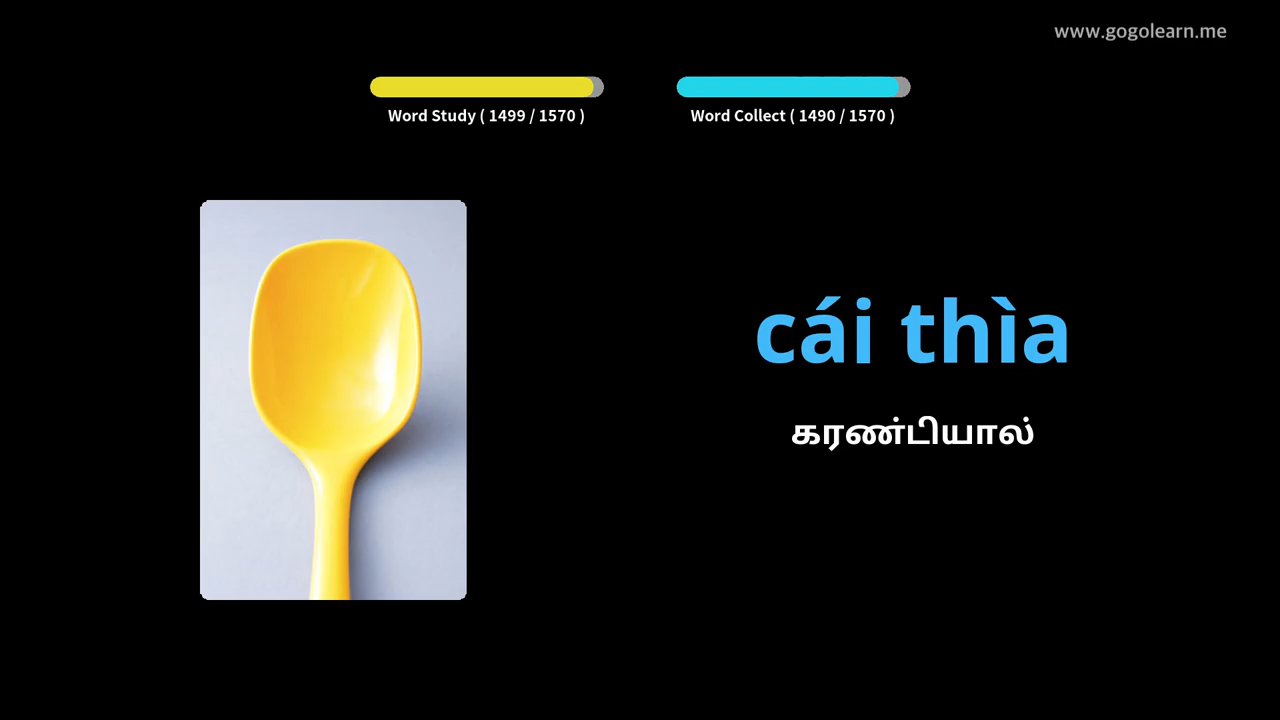 www.gogolearn.me
Word Study ( 1499 / 1570 )
Word Collect ( 1490 / 1570 )
cái thìa
கரண்டியால்